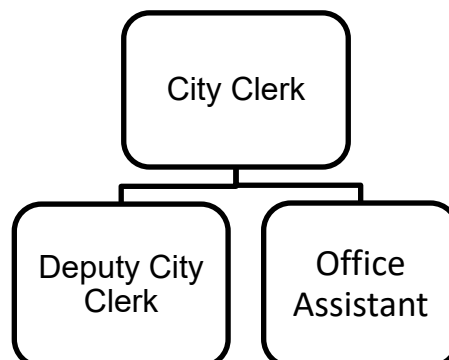 City Clerk
Deputy City
Clerk
Office
Assistant